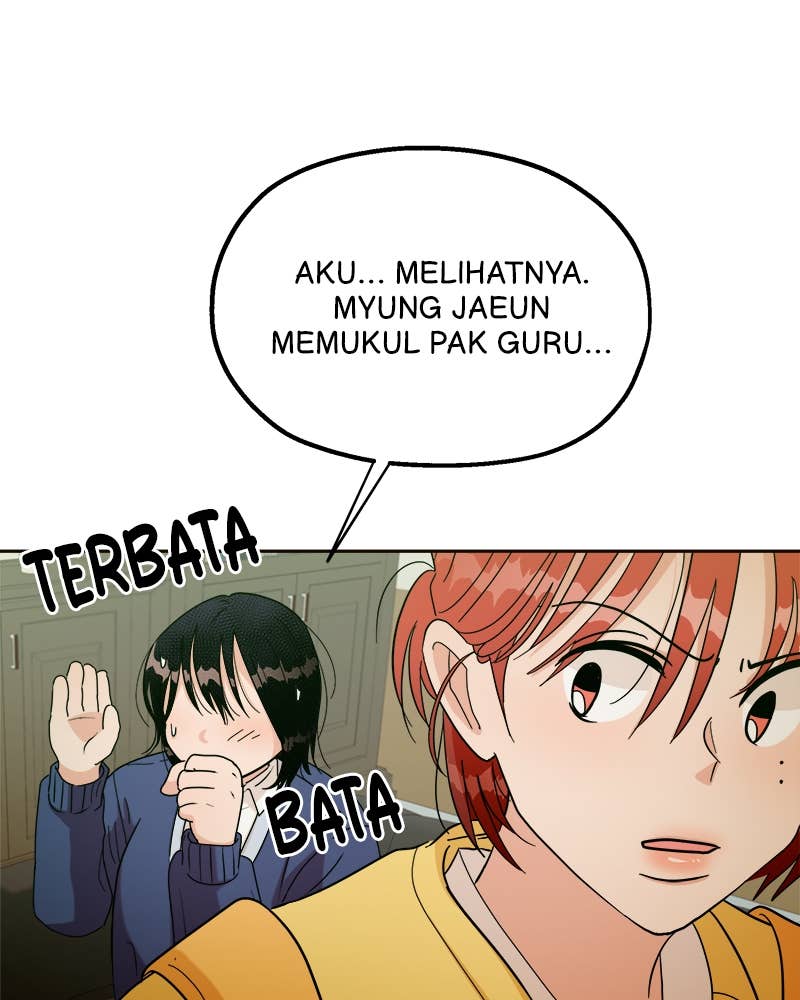 AKU... MELIHATNYA.
MYUNG JAEUN
MEMUKUL PAK GURU...
TERBATA
BATA